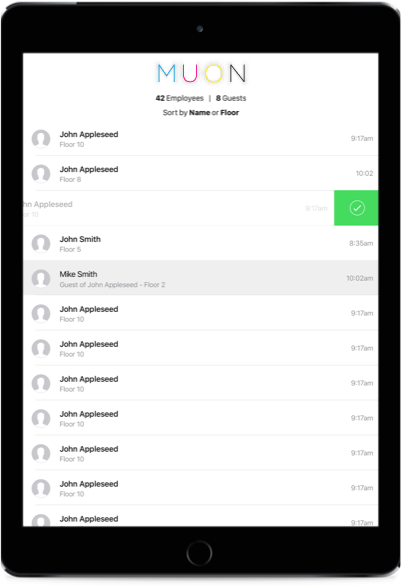 MUON
42 Employees | 8 Guests
Sort by Name or Floor
John Appleseed
Floor 10
9:17am
John Appleseed
Floor 8
10:02
hn Appleseed
or 10
9:17am
John Smith
Floor 5
8:35am
Mike Smith
Guest of John Appleseed - Floor 2
10:02am
John Appleseed
Floor 10
9:17am
John Appleseed
Floor 10
9:17am
John Appleseed
Floor 10
9:17am
John Appleseed
Floor 10
9:17am
John Appleseed
Floor 10
9:17am
John Appleseed
Floor 10
9:17am
John Appleseed
9:17am